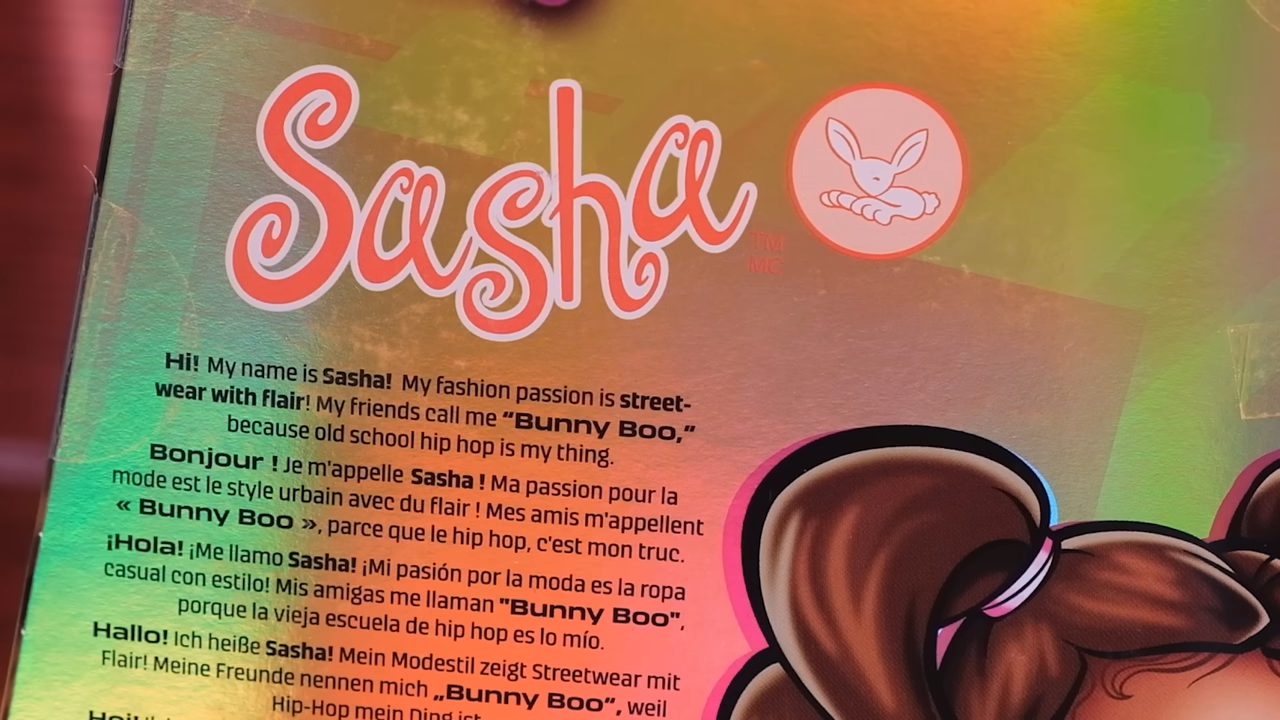 Sasha
TM
MC
Hi! My name is Sasha! My fashion passion is street-
wear with flair! My friends call me “Bunny Boo,”
because old school hip hop is my thing.
Bonjour ! Je m'appelle Sasha ! Ma passion pour la
mode est le style urbain avec du flair ! Mes amis m'appellent
« Bunny Boo », parce que le hip hop, c'est mon truc.
¡Hola! ¡Me llamo Sasha! ¡Mi pasión por la moda es la ropa
casual con estilo! Mis amigas me llaman "Bunny Boo",
porque la vieja escuela de hip hop es lo mío.
Hallo! Ich heiße Sasha! Mein Modestil zeigt Streetwear mit
Flair! Meine Freunde nennen mich „Bunny Boo“, weil
Hip-Hop mein Ding ist.